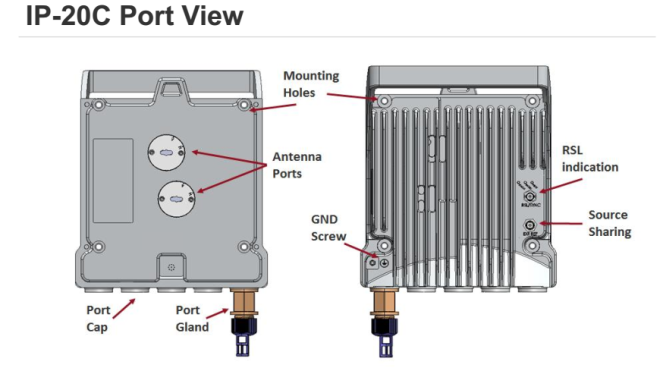 IP-20C Port View
Mounting
Holes
Antenna
Ports
RSL
indication
GND
Screw
Source
Sharing
Port
Cap
Port
Gland